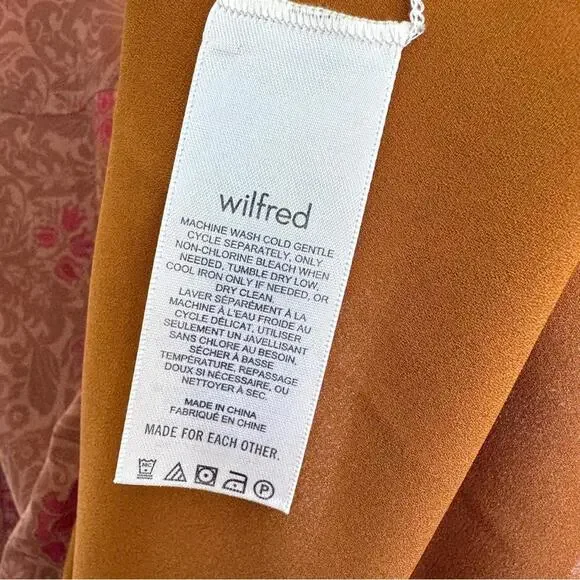 wilfred
MACHINE WASH COLD GENTLE
CYCLE SEPARATELY, ONLY
NON-CHLORINE BLEACH WHEN
NEEDED, TUMBLE DRY LOW,
COOL IRON ONLY IF NEEDED, OR
DRY CLEAN.
LAVER SÉPARÉMENT À LA
MACHINE À L'EAU FROIDE AU
CYCLE DÉLICAT, UTILISER
SEULEMENT UN JAVELLISANT
SANS CHLORE AU BESOIN,
SÉCHER À BASSE
TEMPÉRATURE, REPASSAGE
DOUX SI NÉCESSAIRE, OU
NETTOYER À SEC.
MADE IN CHINA
FABRIQUÉ EN CHINE
MADE FOR EACH OTHER.
P